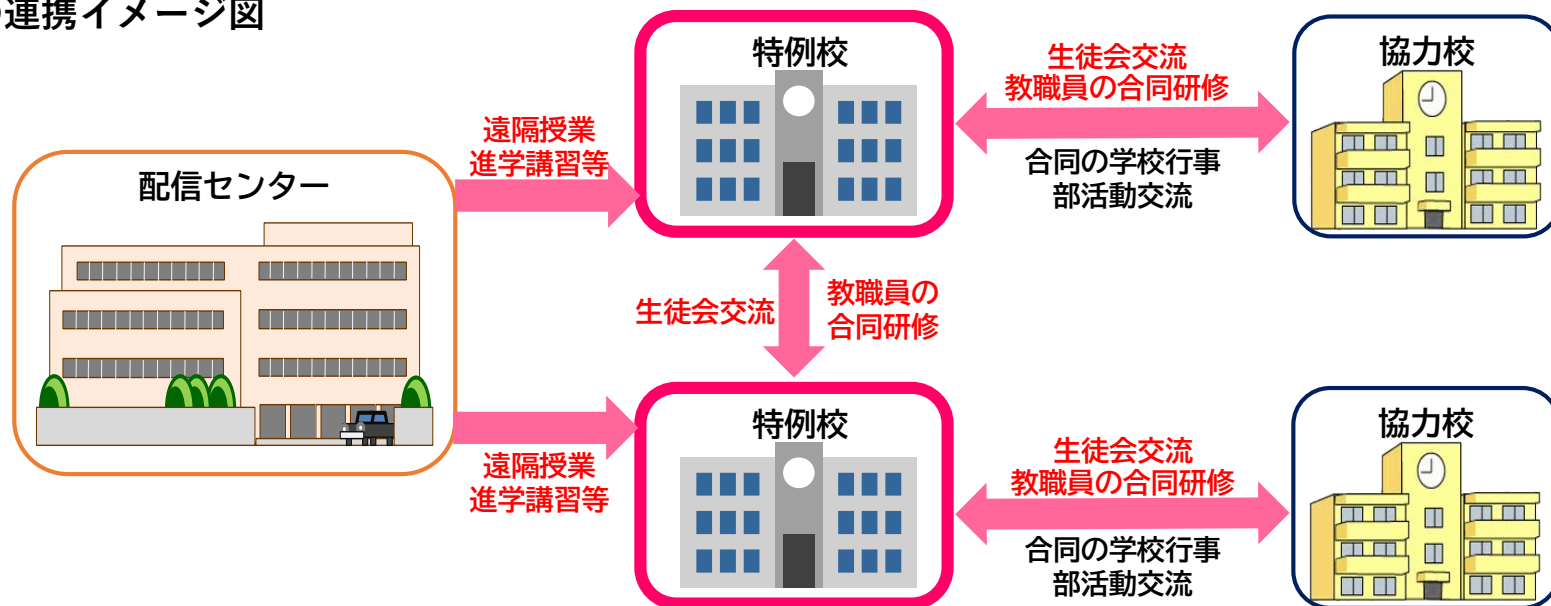 連携イメージ図
特例校
協力校
生徒会交流
教職員の合同研修
遠隔授業
進学講習等
合同の学校行事
部活動交流
配信センター
生徒会交流
教職員の
合同研修
特例校
協力校
遠隔授業
進学講習等
生徒会交流
教職員の合同研修
合同の学校行事
部活動交流